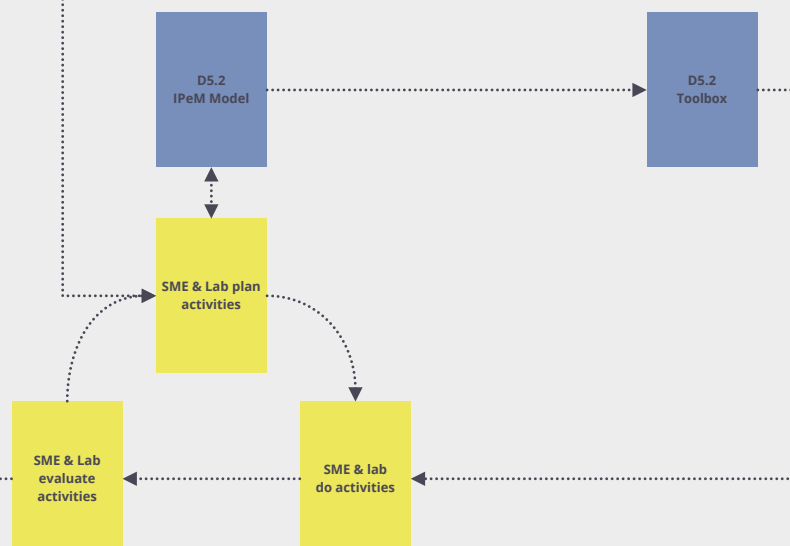 D5.2
IPeM Model
D5.2
Toolbox
SME & Lab plan
activities
SME & Lab
evaluate
activities
SME & lab
do activities